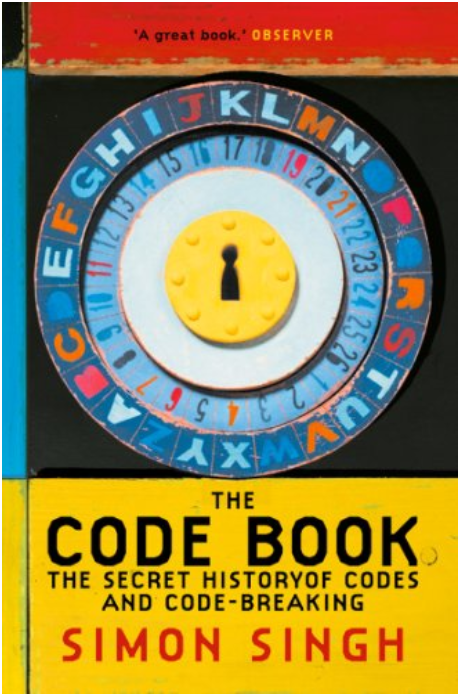 'A great book.' OBSERVER
A B C D E F G H I J K L M N O P Q R S T U V W X Y Z
1 2 3 4 5 6 7 8 9 10 11 12 13 14 15 16 17 18 19 20 21 22 23 24 25 26
THE
CODE BOOK
THE SECRET HISTORYOF CODES
AND CODE-BREAKING
SIMON SINGH